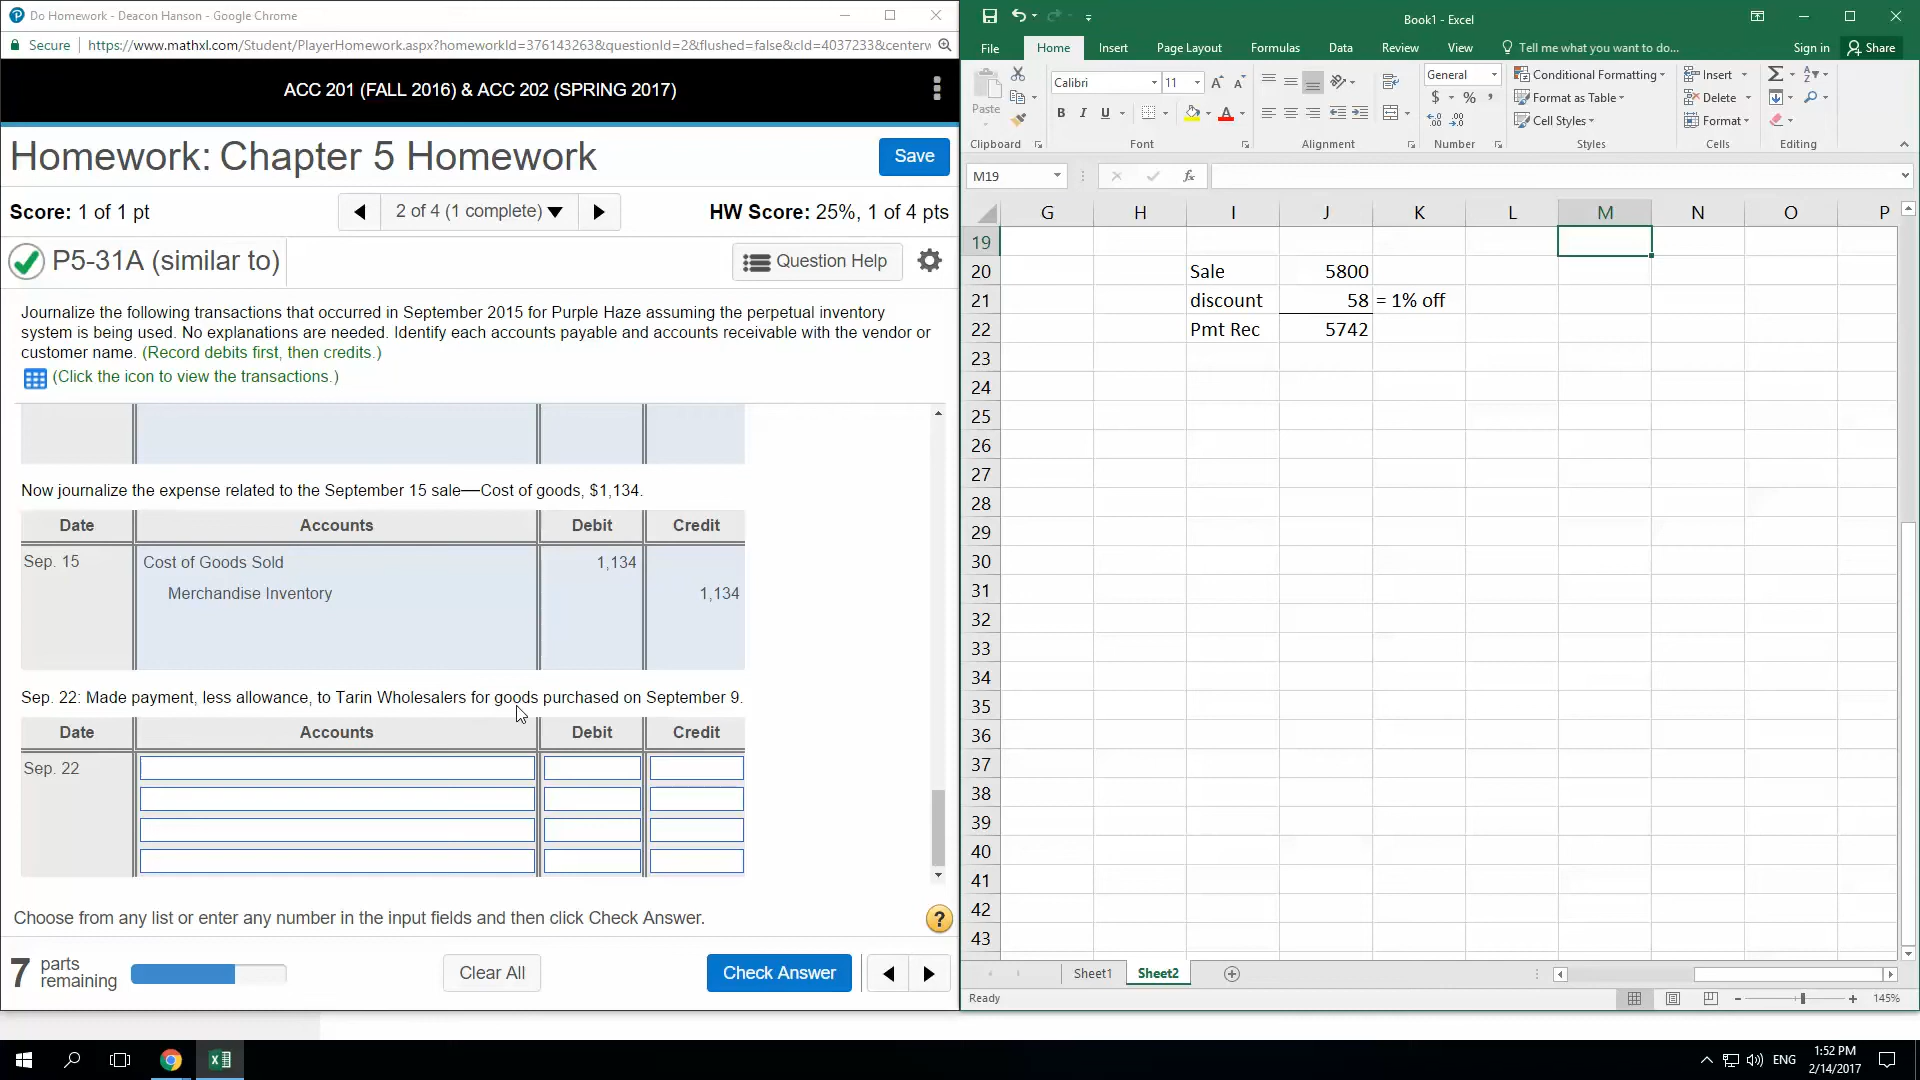 Do Homework - Deacon Hanson - Google Chrome
Secure
https://www.mathxl.com/Student/PlayerHomework.aspx?homeworkId=376143263&questionId=2&flushed=false&cId=4037233&centerw
ACC 201 (FALL 2016) & ACC 202 (SPRING 2017)
Homework: Chapter 5 Homework
Save
Score: 1 of 1 pt
2 of 4 (1 complete)
HW Score: 25%, 1 of 4 pts
P5-31A (similar to)
Question Help
Journalize the following transactions that occurred in September 2015 for Purple Haze assuming the perpetual inventory
system is being used. No explanations are needed. Identify each accounts payable and accounts receivable with the vendor or
customer name. (Record debits first, then credits.)
(Click the icon to view the transactions.)
Now journalize the expense related to the September 15 sale—Cost of goods, $1,134.
Date Accounts Debit Credit
Sep. 15 Cost of Goods Sold 1,134
Merchandise Inventory 1,134
Sep. 22: Made payment, less allowance, to Tarin Wholesalers for goods purchased on September 9.
Date Accounts Debit Credit
Sep. 22
Choose from any list or enter any number in the input fields and then click Check Answer.
?
7 parts remaining
Clear All
Check Answer
Book1 - Excel
File Home Insert Page Layout Formulas Data Review View Tell me what you want to do... Sign in Share
Paste
Calibri 11
B I U
General
$ % ,
Conditional Formatting
Format as Table
Cell Styles
Insert
Delete
Format
Clipboard Font Alignment Number Styles Cells Editing
M19
fx
G H I J K L M N O P
19
20 Sale 5800
21 discount 58 = 1% off
22 Pmt Rec 5742
23
24
25
26
27
28
29
30
31
32
33
34
35
36
37
38
39
40
41
42
43
Sheet1 Sheet2
Ready
145%
ENG
1:52 PM
2/14/2017